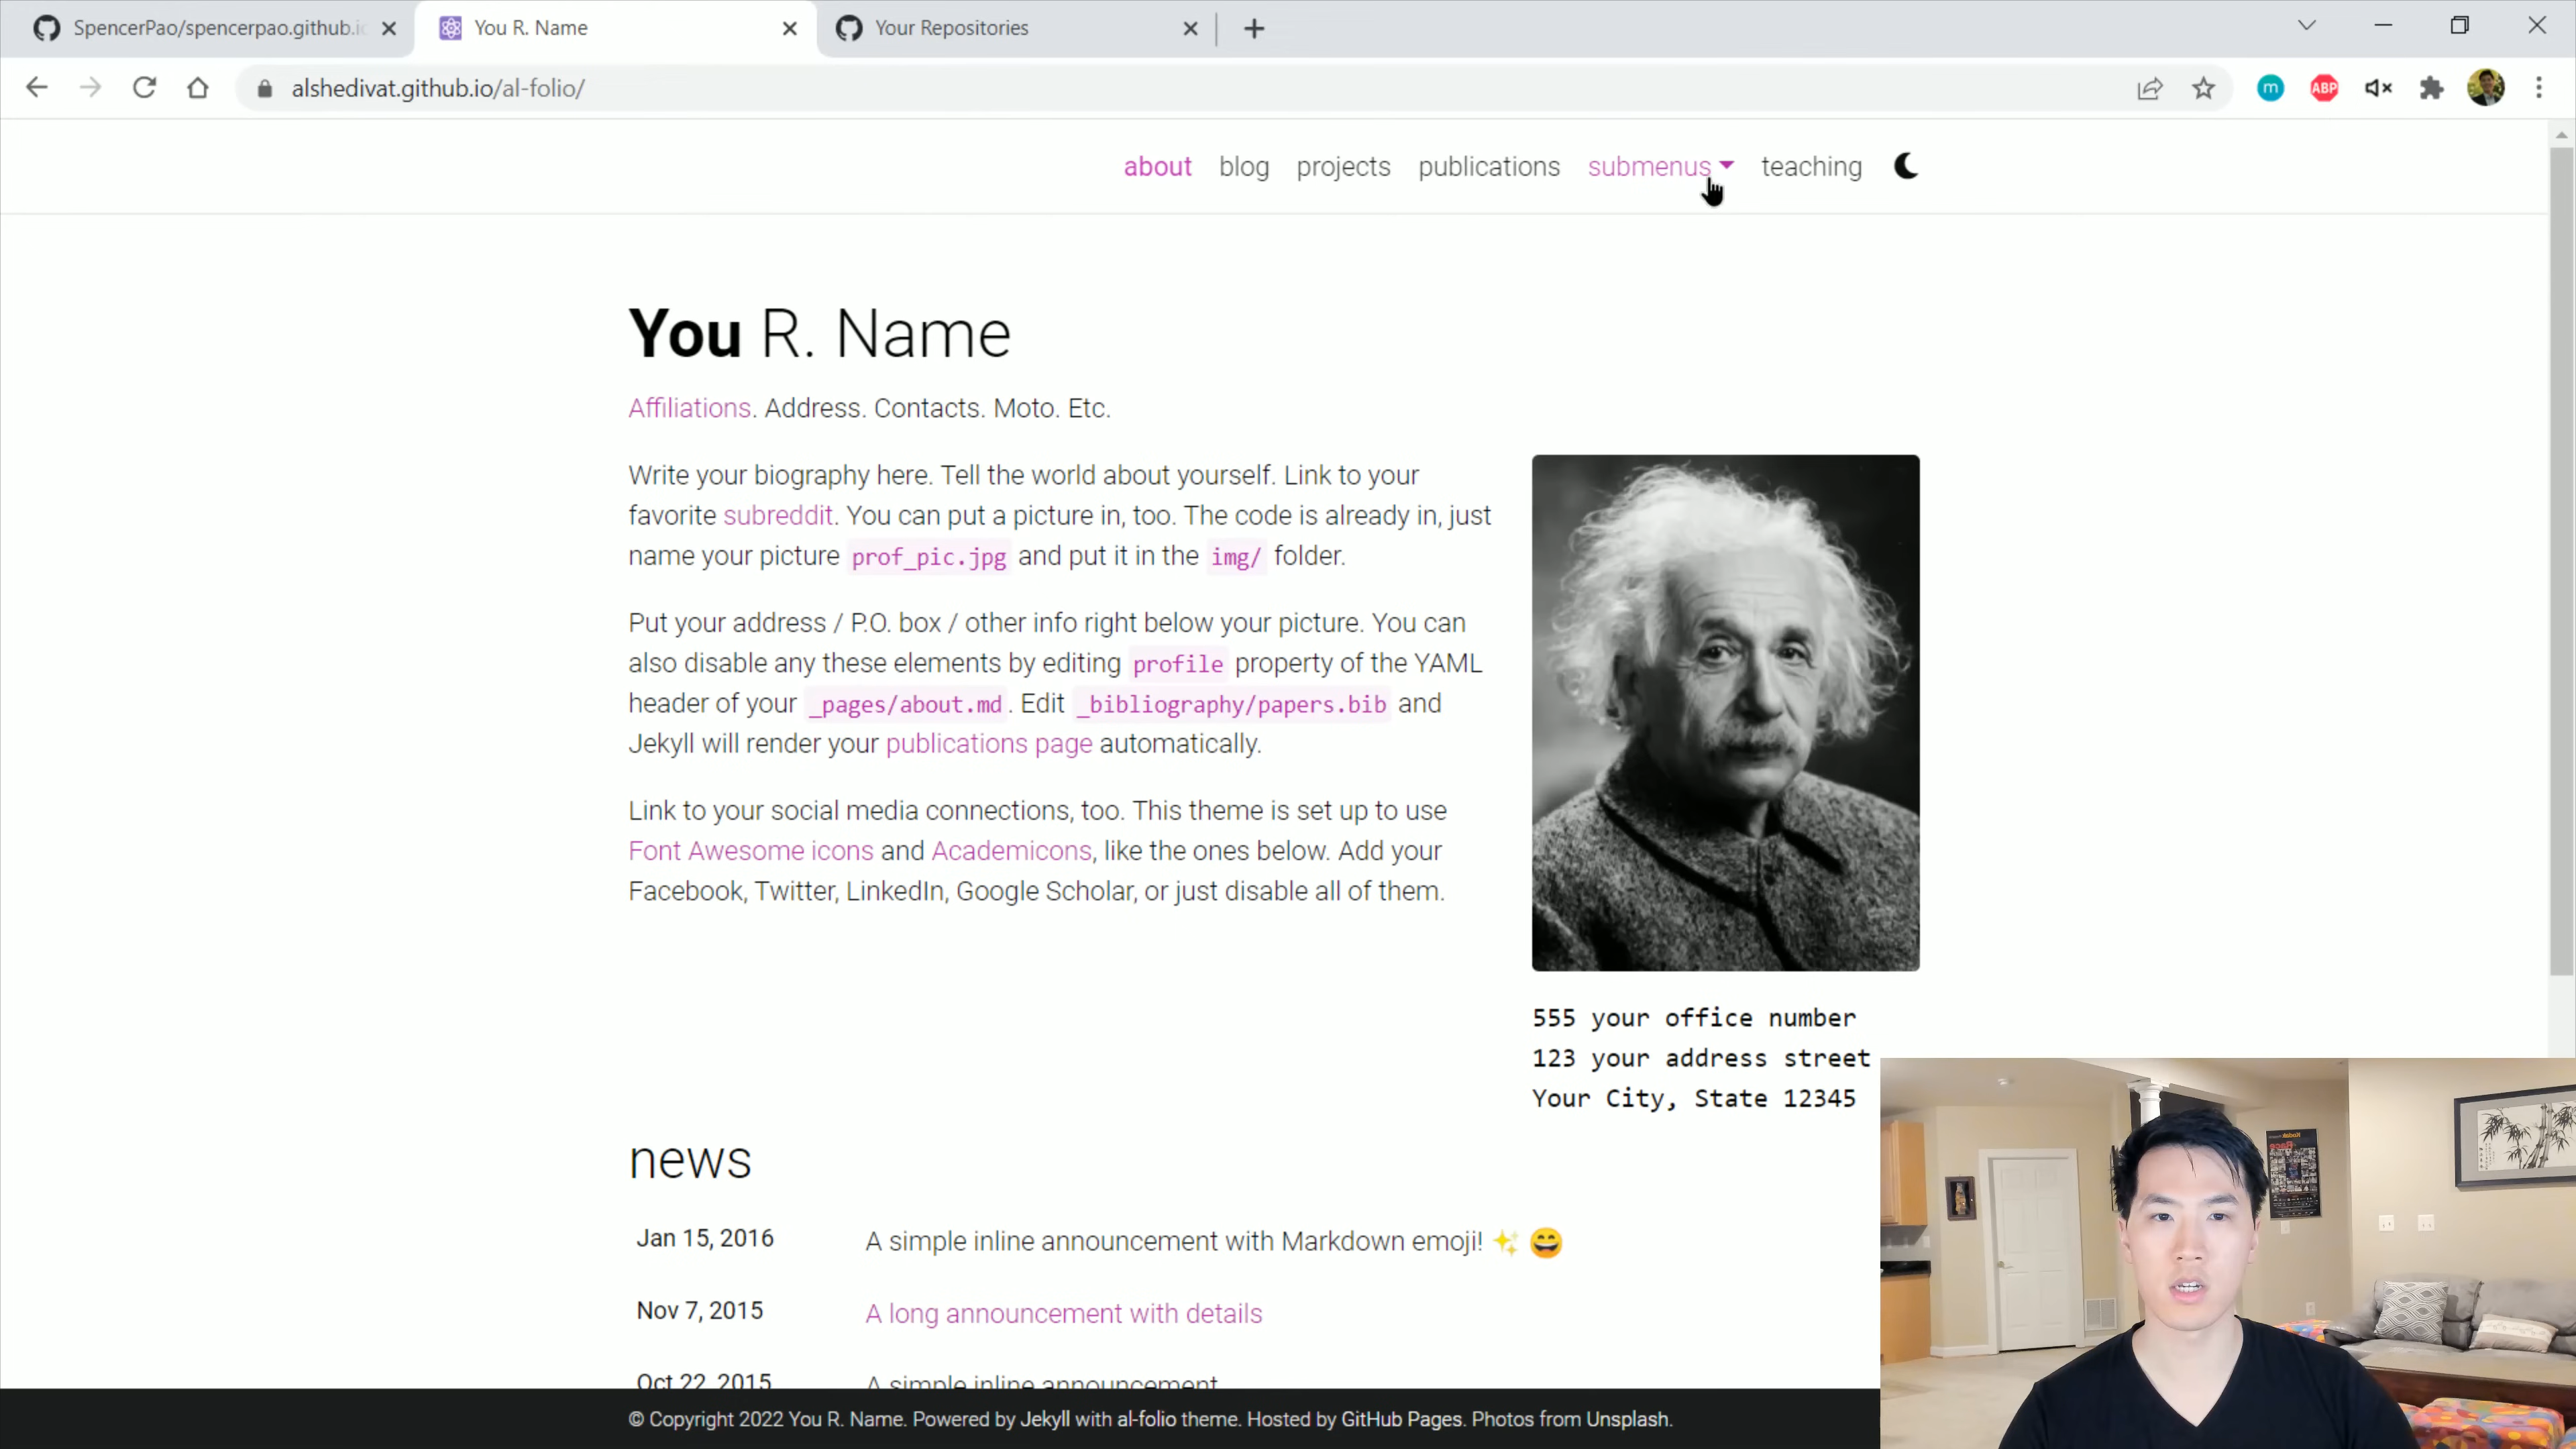 SpencerPao/spencerpao.github.io
You R. Name
Your Repositories
alshedivat.github.io/al-folio/
m
ABP
about blog projects publications submenus teaching
You R. Name
Affiliations. Address. Contacts. Moto. Etc.
Write your biography here. Tell the world about yourself. Link to your
favorite subreddit. You can put a picture in, too. The code is already in, just
name your picture prof_pic.jpg and put it in the img/ folder.
Put your address / P.O. box / other info right below your picture. You can
also disable any these elements by editing profile property of the YAML
header of your _pages/about.md. Edit _bibliography/papers.bib and
Jekyll will render your publications page automatically.
Link to your social media connections, too. This theme is set up to use
Font Awesome icons and Academicons, like the ones below. Add your
Facebook, Twitter, LinkedIn, Google Scholar, or just disable all of them.
555 your office number
123 your address street
Your City, State 12345
news
Jan 15, 2016 A simple inline announcement with Markdown emoji! ✨ 😄
Nov 7, 2015 A long announcement with details
Oct 22, 2015 A simple inline announcement
© Copyright 2022 You R. Name. Powered by Jekyll with al-folio theme. Hosted by GitHub Pages. Photos from Unsplash.